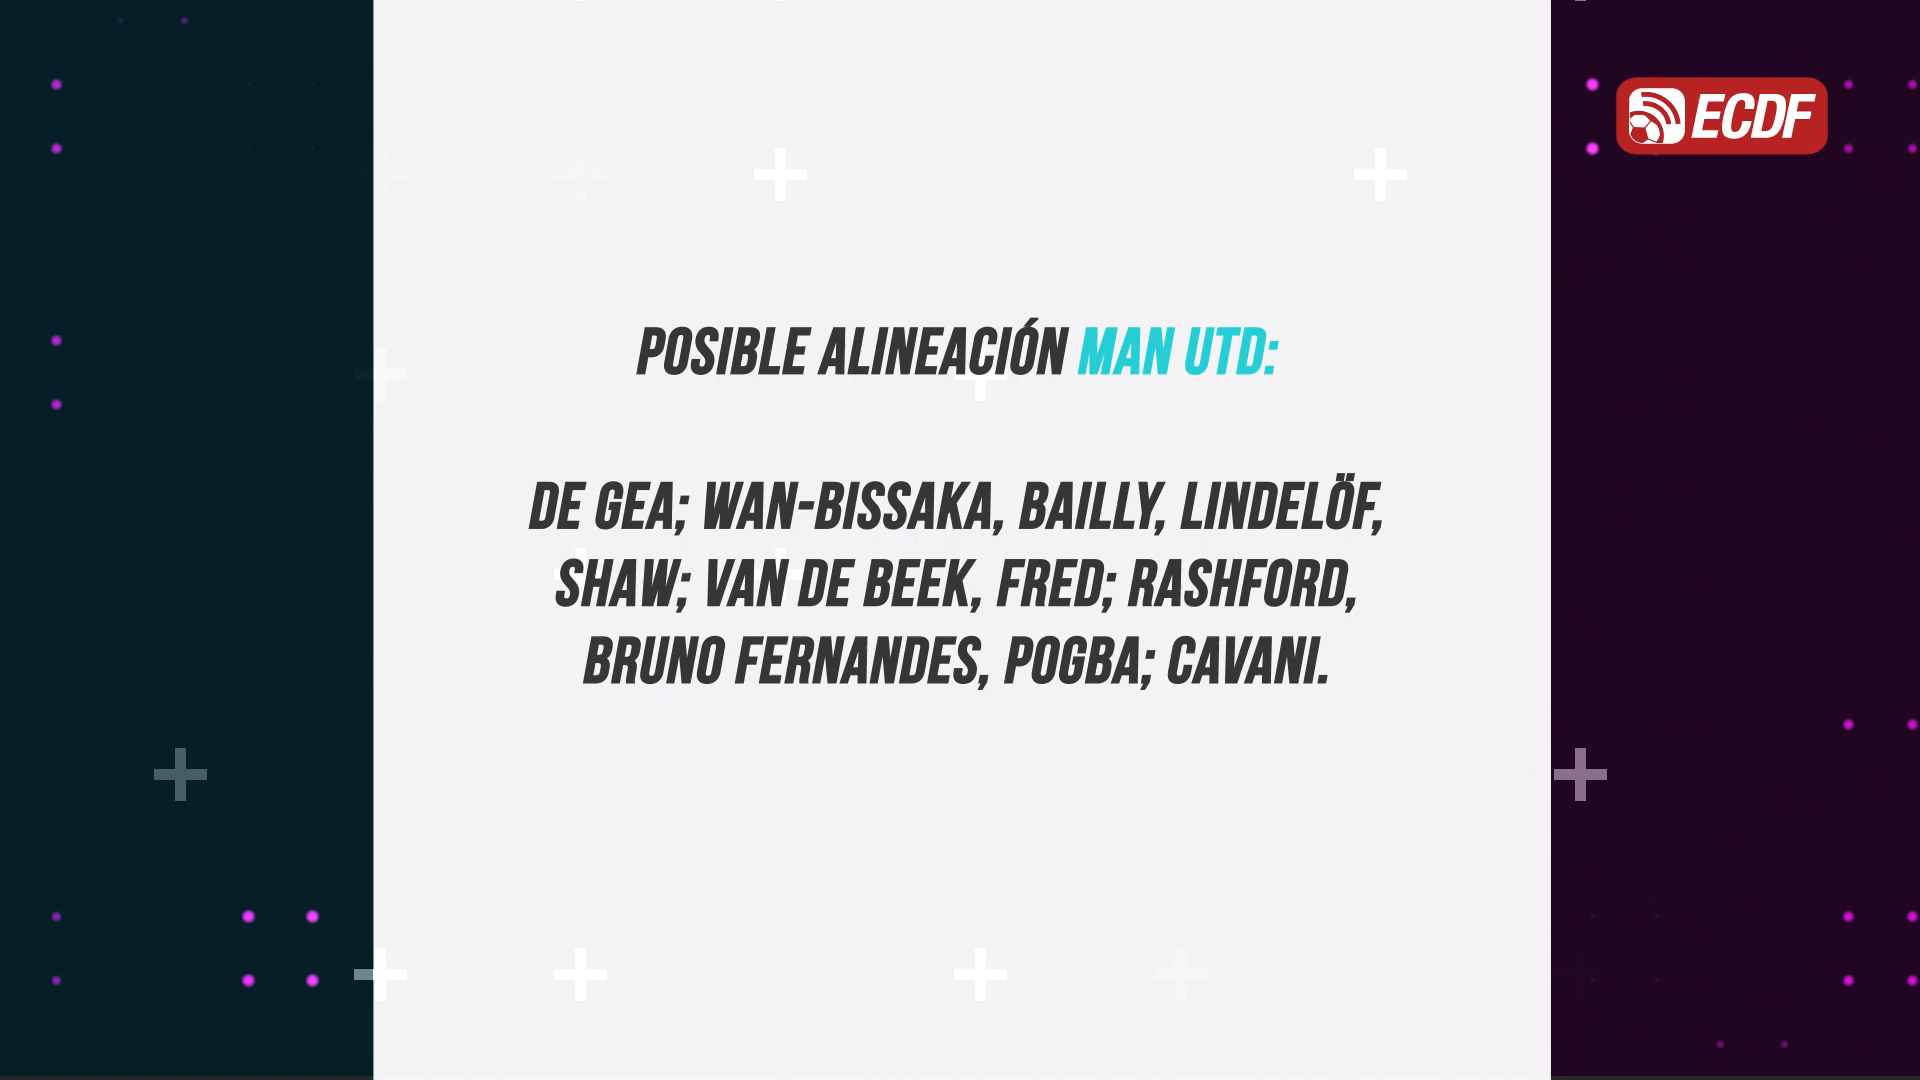 ECDF
POSIBLE ALINEACIÓN MAN UTD:
DE GEA; WAN-BISSAKA, BAILLY, LINDELÖF,
SHAW; VAN DE BEEK, FRED; RASHFORD,
BRUNO FERNANDES, POGBA; CAVANI.